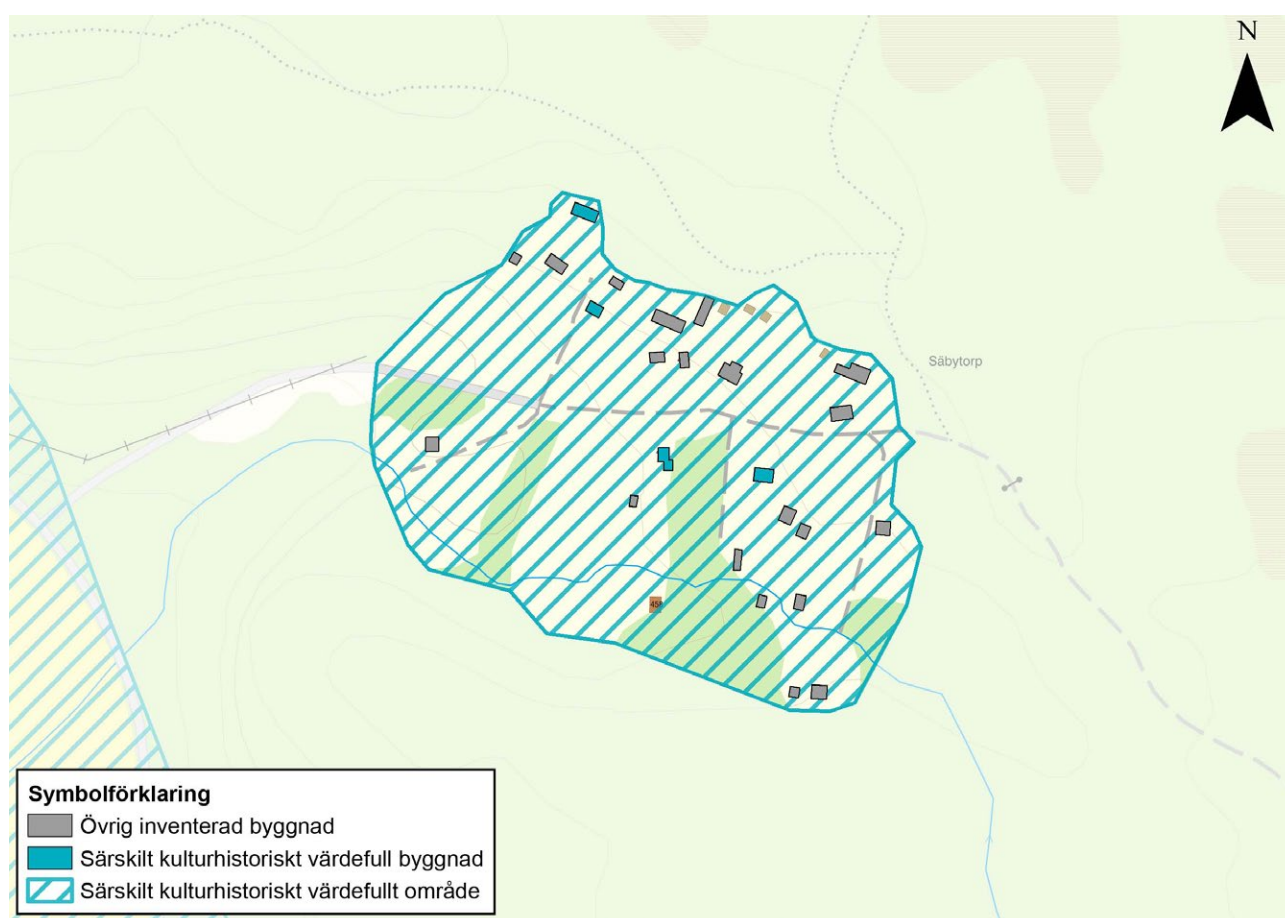 N
Säbytorp
Symbolförklaring
Övrig inventerad byggnad
Särskilt kulturhistoriskt värdefull byggnad
Särskilt kulturhistoriskt värdefullt område